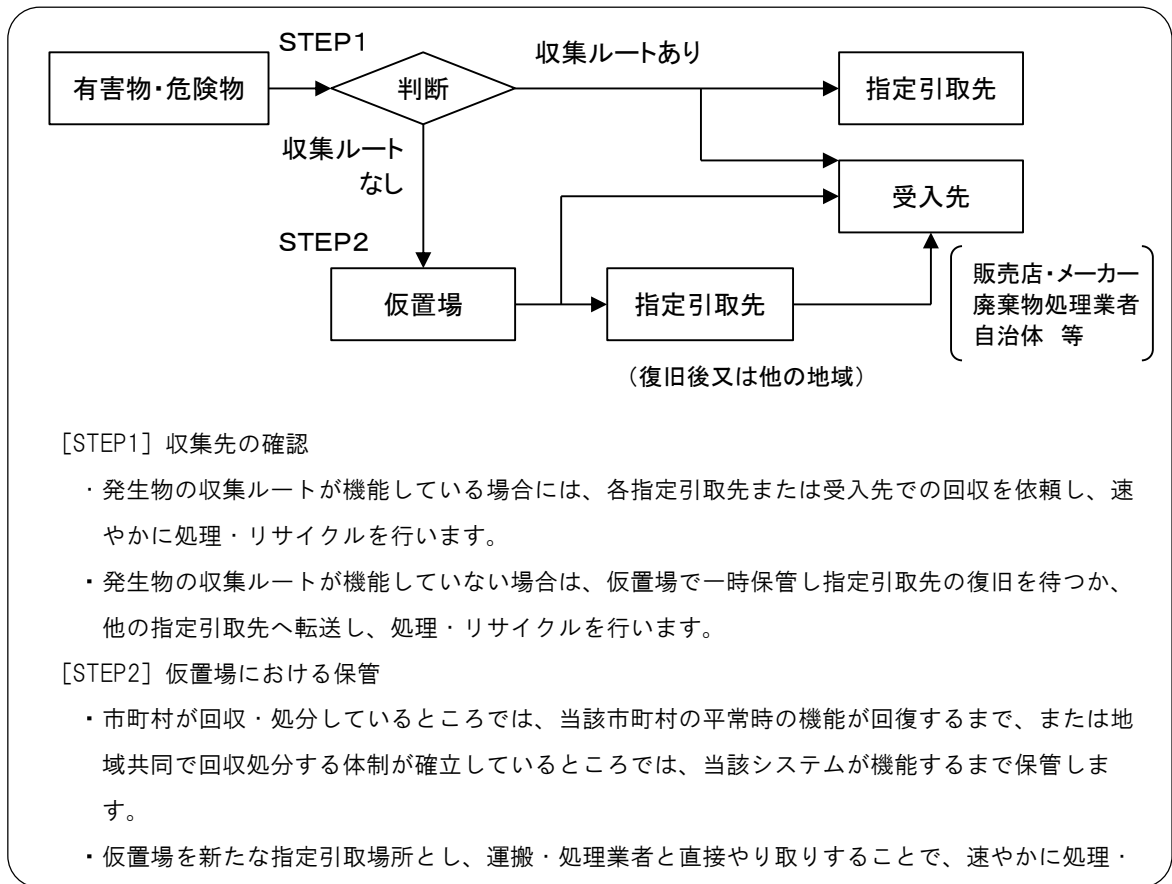 STEP1
収集ルートあり
有害物・危険物
判断
指定引取先
収集ルート
なし
受入先
STEP2
仮置場
指定引取先
販売店・メーカー
廃棄物処理業者
自治体 等
（復旧後又は他の地域）
[STEP1] 収集先の確認
・発生物の収集ルートが機能している場合には、各指定引取先または受入先での回収を依頼し、速
やかに処理・リサイクルを行います。
・発生物の収集ルートが機能していない場合は、仮置場で一時保管し指定引取先の復旧を待つか、
他の指定引取先へ転送し、処理・リサイクルを行います。
[STEP2] 仮置場における保管
・市町村が回収・処分しているところでは、当該市町村の平常時の機能が回復するまで、または地
域共同で回収処分する体制が確立しているところでは、当該システムが機能するまで保管しま
す。
・仮置場を新たな指定引取場所とし、運搬・処理業者と直接やり取りすることで、速やかに処理・